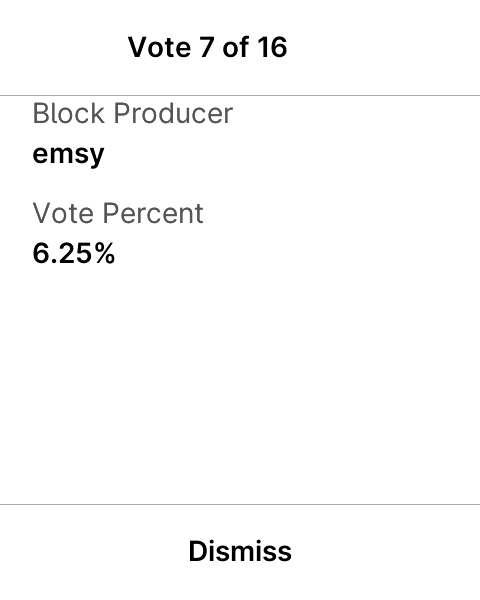 Vote 7 of 16
Block Producer
emsy
Vote Percent
6.25%
Dismiss